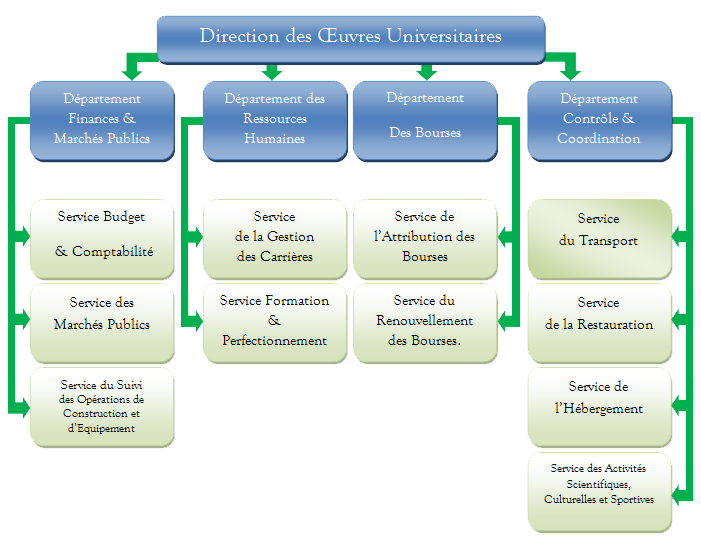 Direction des Œuvres Universitaires
Département
Finances &
Marchés Publics
Département des
Ressources
Humaines
Département
Des Bourses
Département
Contrôle &
Coordination
Service Budget
& Comptabilité
Service des
Marchés Publics
Service du Suivi
des Opérations de
Construction et
d’Equipement
Service
de la Gestion
des Carrières
Service Formation
&
Perfectionnement
Service de
l’Attribution des
Bourses
Service du
Renouvellement
des Bourses.
Service
du Transport
Service
de la Restauration
Service de
l’Hébergement
Service des Activités
Scientifiques,
Culturelles et Sportives